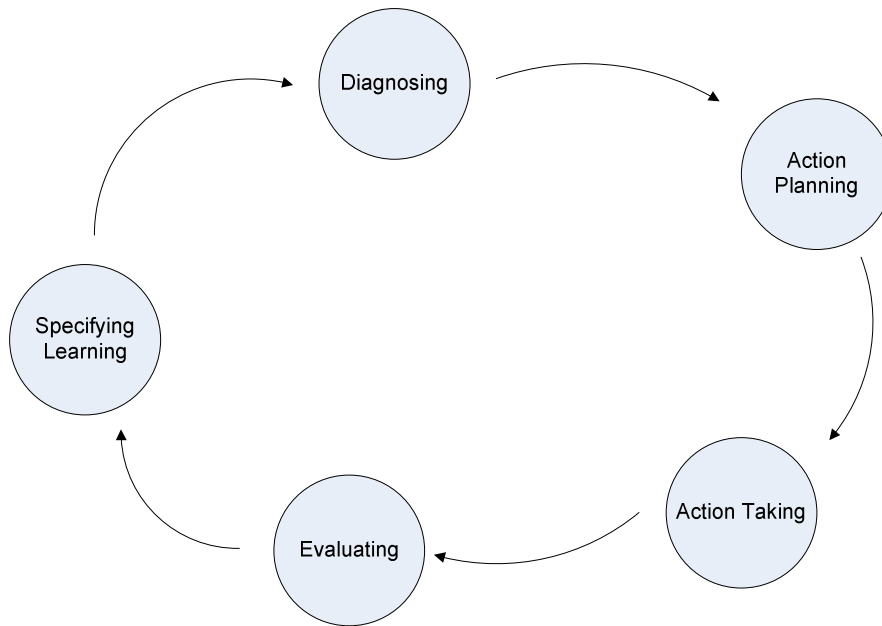 Diagnosing
Action
Planning
Action Taking
Evaluating
Specifying
Learning